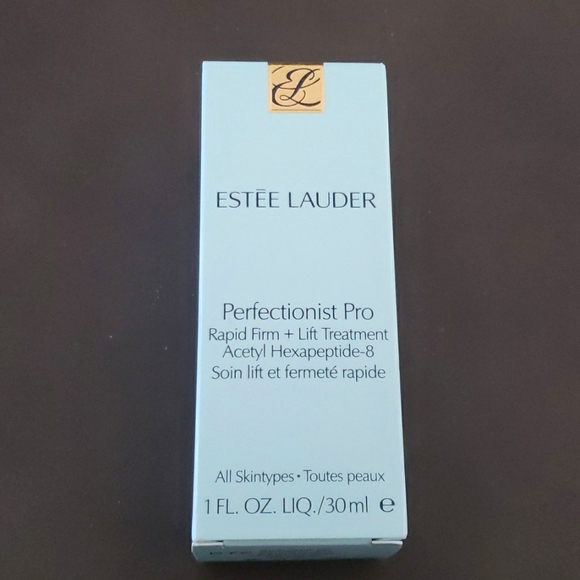 EL
ESTĒE LAUDER
Perfectionist Pro
Rapid Firm + Lift Treatment
Acetyl Hexapeptide-8
Soin lift et fermeté rapide
All Skintypes • Toutes peaux
1 FL. OZ. LIQ./30ml e